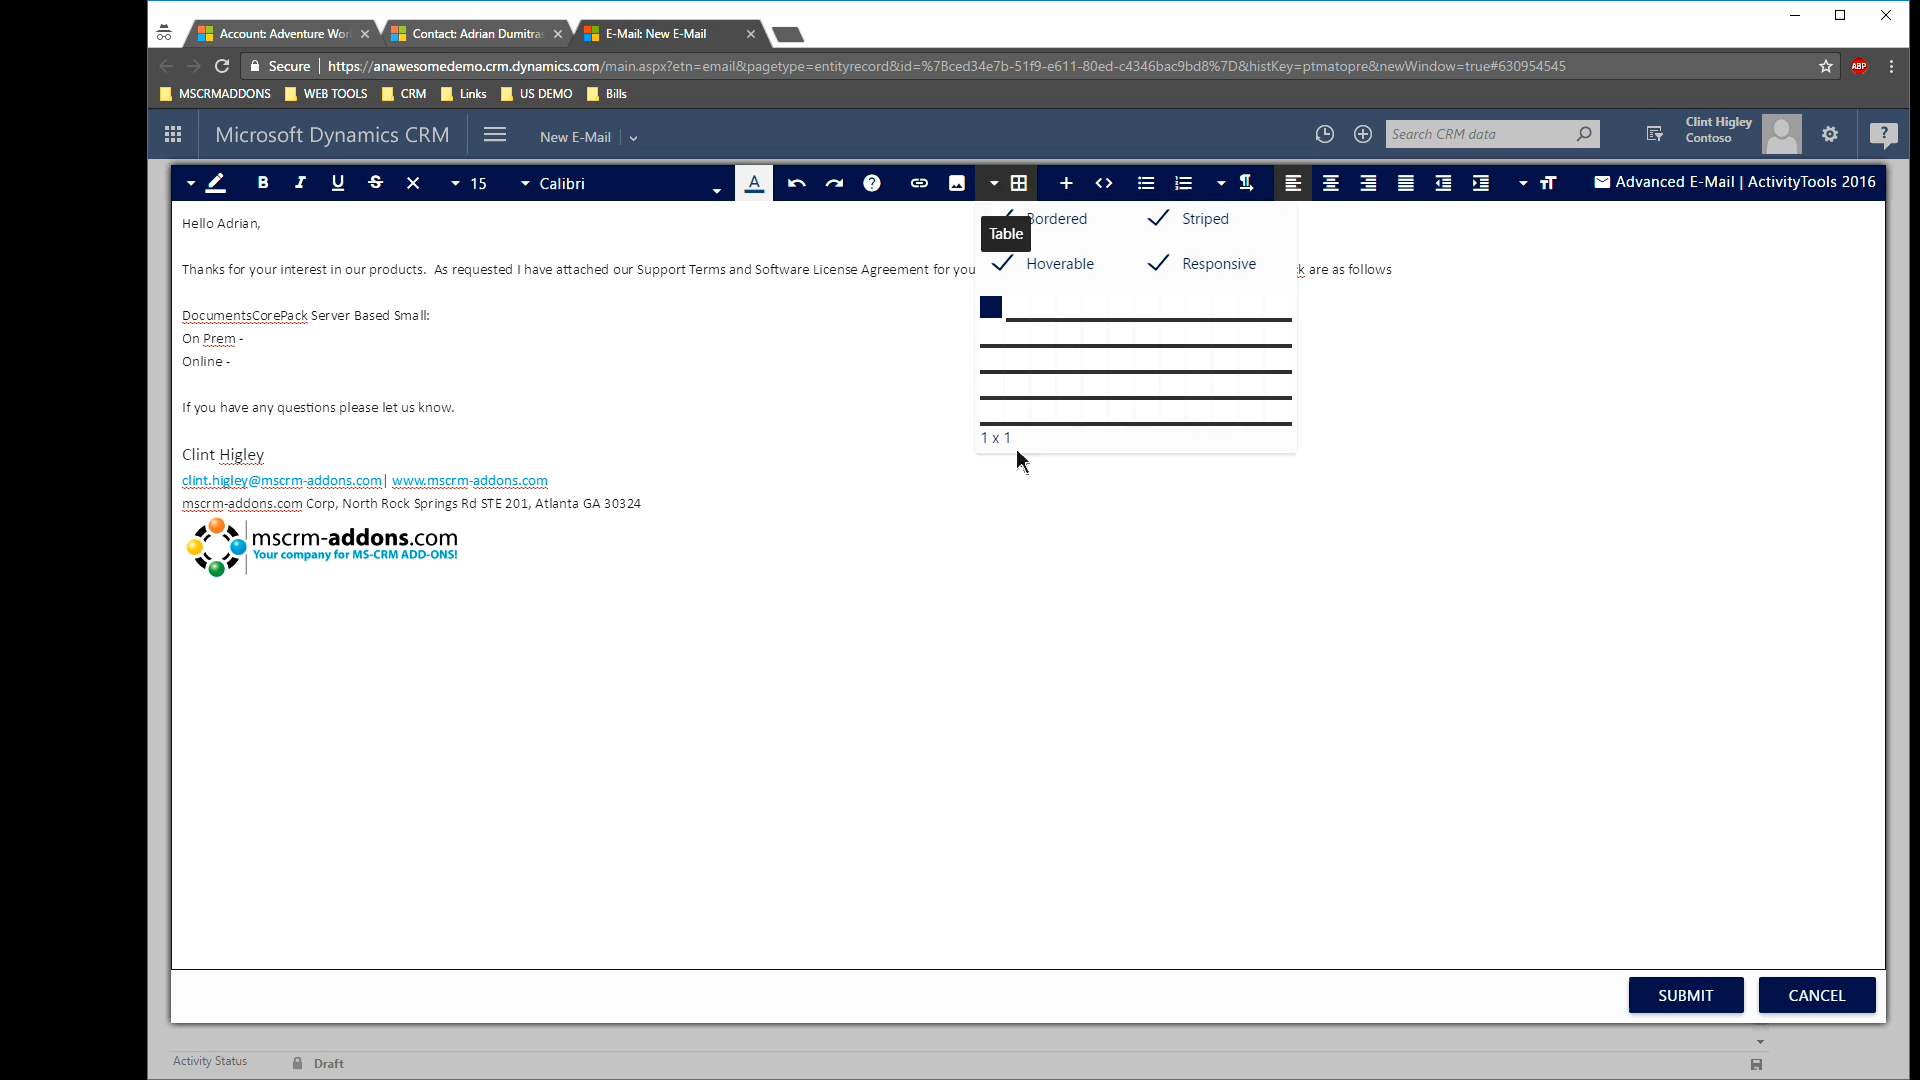 Account: Adventure Wor
Contact: Adrian Dumitra
E-Mail: New E-Mail
Secure
https://anawesomedemo.crm.dynamics.com/main.aspx?etn=email&pagetype=entityrecord&id=%7Bced34e7b-51f9-e611-80ed-c4346bac9bd8%7D&histKey=ptmatopre&newWindow=true#630954545
ABP
MSCRMADDONS
WEB TOOLS
CRM
Links
US DEMO
Bills
Microsoft Dynamics CRM
New E-Mail
Search CRM data
Clint Higley
Contoso
B I U S 15 Calibri A
Advanced E-Mail | ActivityTools 2016
Bordered
Striped
Table
Hoverable
Responsive
1 x 1
Hello Adrian,
Thanks for your interest in our products. As requested I have attached our Support Terms and Software License Agreement for you
k are as follows
DocumentsCorePack Server Based Small:
On Prem -
Online -
If you have any questions please let us know.
Clint Higley
clint.higley@mscrm-addons.com| www.mscrm-addons.com
mscrm-addons.com Corp, North Rock Springs Rd STE 201, Atlanta GA 30324
mscrm-addons.com
Your company for MS-CRM ADD-ONS!
SUBMIT
CANCEL
Activity Status
Draft